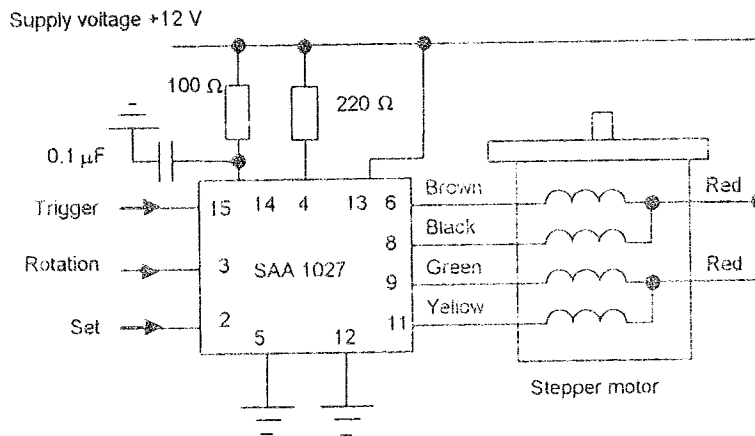 Supply voltage +12 V
100 Ω
220 Ω
0.1 μF
Trigger
Rotation
Set
15
14
4
13
6
3
SAA 1027
8
9
2
5
12
11
Brown
Black
Green
Yellow
Red
Red
Stepper motor